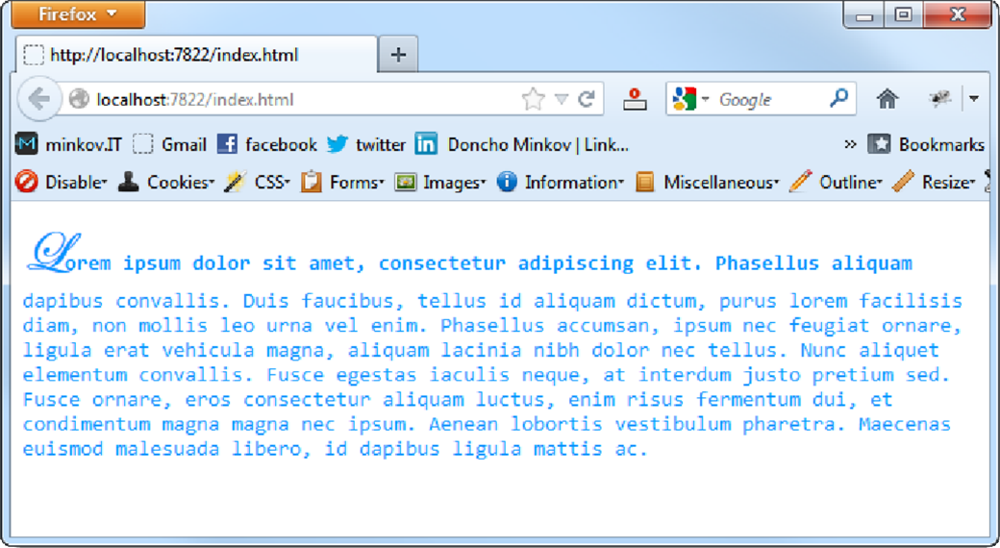 Firefox
http://localhost:7822/index.html
localhost:7822/index.html Google
minkov.IT Gmail facebook twitter Doncho Minkov | Link... » Bookmarks
Disable Cookies CSS Forms Images Information Miscellaneous Outline Resize
Lorem ipsum dolor sit amet, consectetur adipiscing elit. Phasellus aliquam
dapibus convallis. Duis faucibus, tellus id aliquam dictum, purus lorem facilisis
diam, non mollis leo urna vel enim. Phasellus accumsan, ipsum nec feugiat ornare,
ligula erat vehicula magna, aliquam lacinia nibh dolor nec tellus. Nunc aliquet
elementum convallis. Fusce egestas iaculis neque, at interdum justo pretium sed.
Fusce ornare, eros consectetur aliquam luctus, enim risus fermentum dui, et
condimentum magna magna nec ipsum. Aenean lobortis vestibulum pharetra. Maecenas
euismod malesuada libero, id dapibus ligula mattis ac.